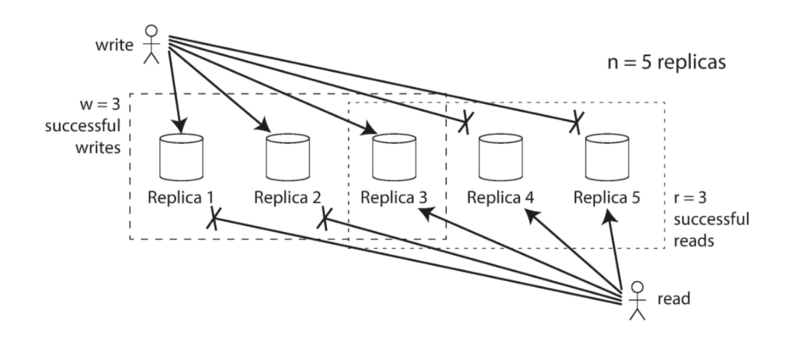 write
n = 5 replicas
w = 3
successful
writes
Replica 1
Replica 2
Replica 3
Replica 4
Replica 5
r = 3
successful
reads
read